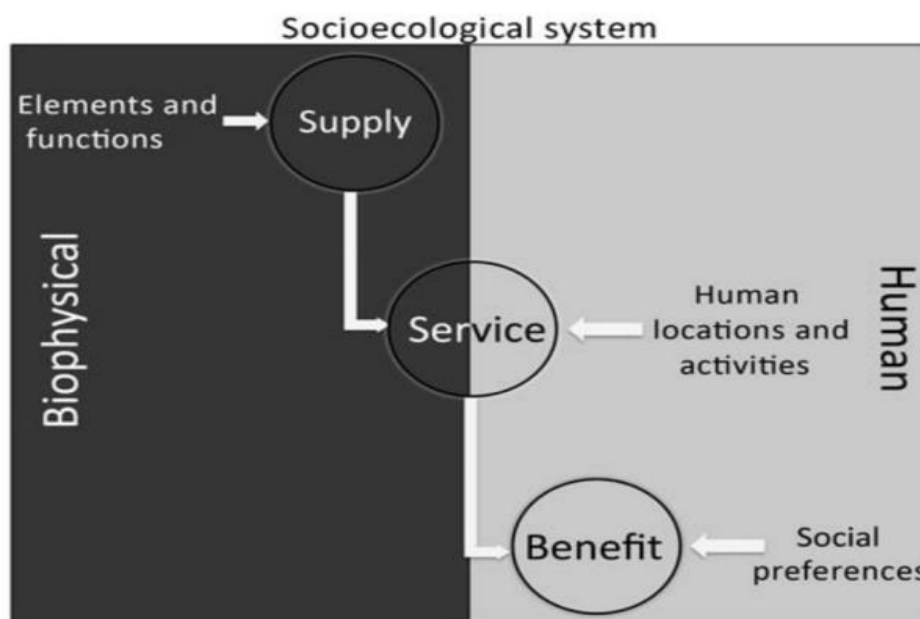 Socioecological system
Elements and
functions
Supply
Biophysical
Service
Human
locations and
activities
Human
Benefit
Social
preferences